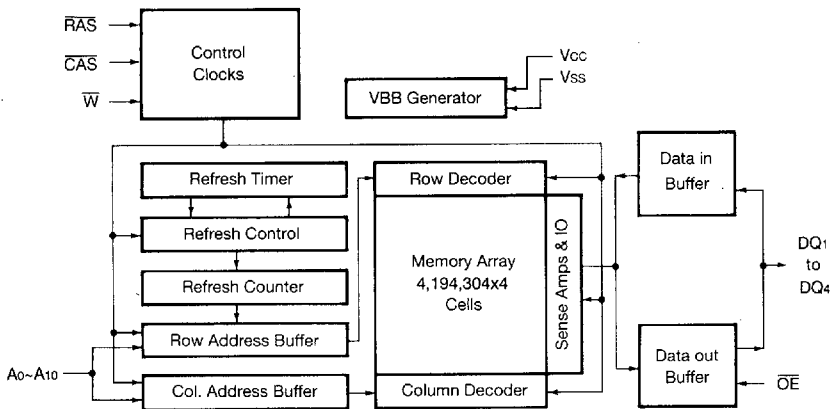 RAS
CAS
W
Control
Clocks
VBB Generator
Vcc
Vss
Refresh Timer
Refresh Control
Refresh Counter
Row Address Buffer
Col. Address Buffer
A0~A10
Row Decoder
Memory Array
4,194,304x4
Cells
Column Decoder
Sense Amps & IO
Data in
Buffer
Data out
Buffer
DQ1
to
DQ4
OE